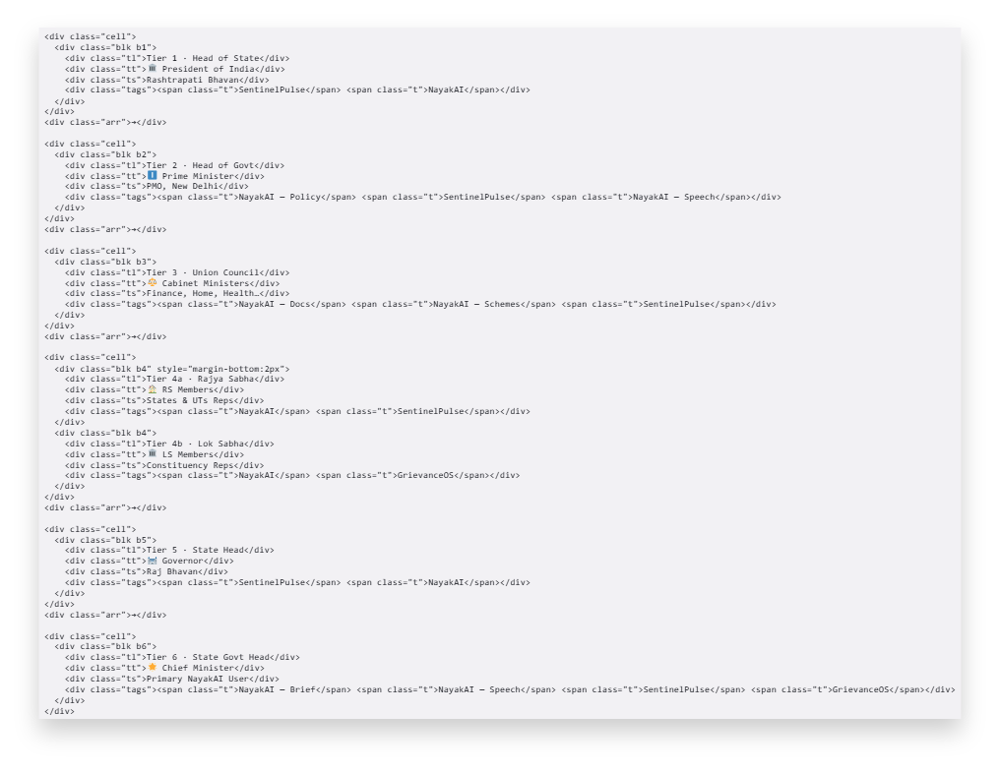 <div class="cell">
  <div class="blk b1">
    <div class="tl">Tier 1 · Head of State</div>
    <div class="tt">🏛 President of India</div>
    <div class="ts">Rashtrapati Bhavan</div>
    <div class="tags"><span class="t">SentinelPulse</span> <span class="t">NayakAI</span></div>
  </div>
</div>
<div class="arr">→</div>

<div class="cell">
  <div class="blk b2">
    <div class="tl">Tier 2 · Head of Govt</div>
    <div class="tt"> Prime Minister</div>
    <div class="ts">PMO, New Delhi</div>
    <div class="tags"><span class="t">NayakAI — Policy</span> <span class="t">SentinelPulse</span> <span class="t">NayakAI — Speech</span></div>
  </div>
</div>
<div class="arr">→</div>

<div class="cell">
  <div class="blk b3">
    <div class="tl">Tier 3 · Union Council</div>
    <div class="tt">⚖ Cabinet Ministers</div>
    <div class="ts">Finance, Home, Health…</div>
    <div class="tags"><span class="t">NayakAI — Docs</span> <span class="t">NayakAI — Schemes</span> <span class="t">SentinelPulse</span></div>
  </div>
</div>
<div class="arr">→</div>

<div class="cell">
  <div class="blk b4" style="margin-bottom:2px">
    <div class="tl">Tier 4a · Rajya Sabha</div>
    <div class="tt"> RS Members</div>
    <div class="ts">States & UTs Reps</div>
    <div class="tags"><span class="t">NayakAI</span> <span class="t">SentinelPulse</span></div>
  </div>
  <div class="blk b4">
    <div class="tl">Tier 4b · Lok Sabha</div>
    <div class="tt">🏛 LS Members</div>
    <div class="ts">Constituency Reps</div>
    <div class="tags"><span class="t">NayakAI</span> <span class="t">GrievanceOS</span></div>
  </div>
</div>
<div class="arr">→</div>

<div class="cell">
  <div class="blk b5">
    <div class="tl">Tier 5 · State Head</div>
    <div class="tt"> Governor</div>
    <div class="ts">Raj Bhavan</div>
    <div class="tags"><span class="t">SentinelPulse</span> <span class="t">NayakAI</span></div>
  </div>
</div>
<div class="arr">→</div>

<div class="cell">
  <div class="blk b6">
    <div class="tl">Tier 6 · State Govt Head</div>
    <div class="tt">⭐ Chief Minister</div>
    <div class="ts">Primary NayakAI User</div>
    <div class="tags"><span class="t">NayakAI — Brief</span> <span class="t">NayakAI — Speech</span> <span class="t">SentinelPulse</span> <span class="t">GrievanceOS</span>
  </div>
</div>